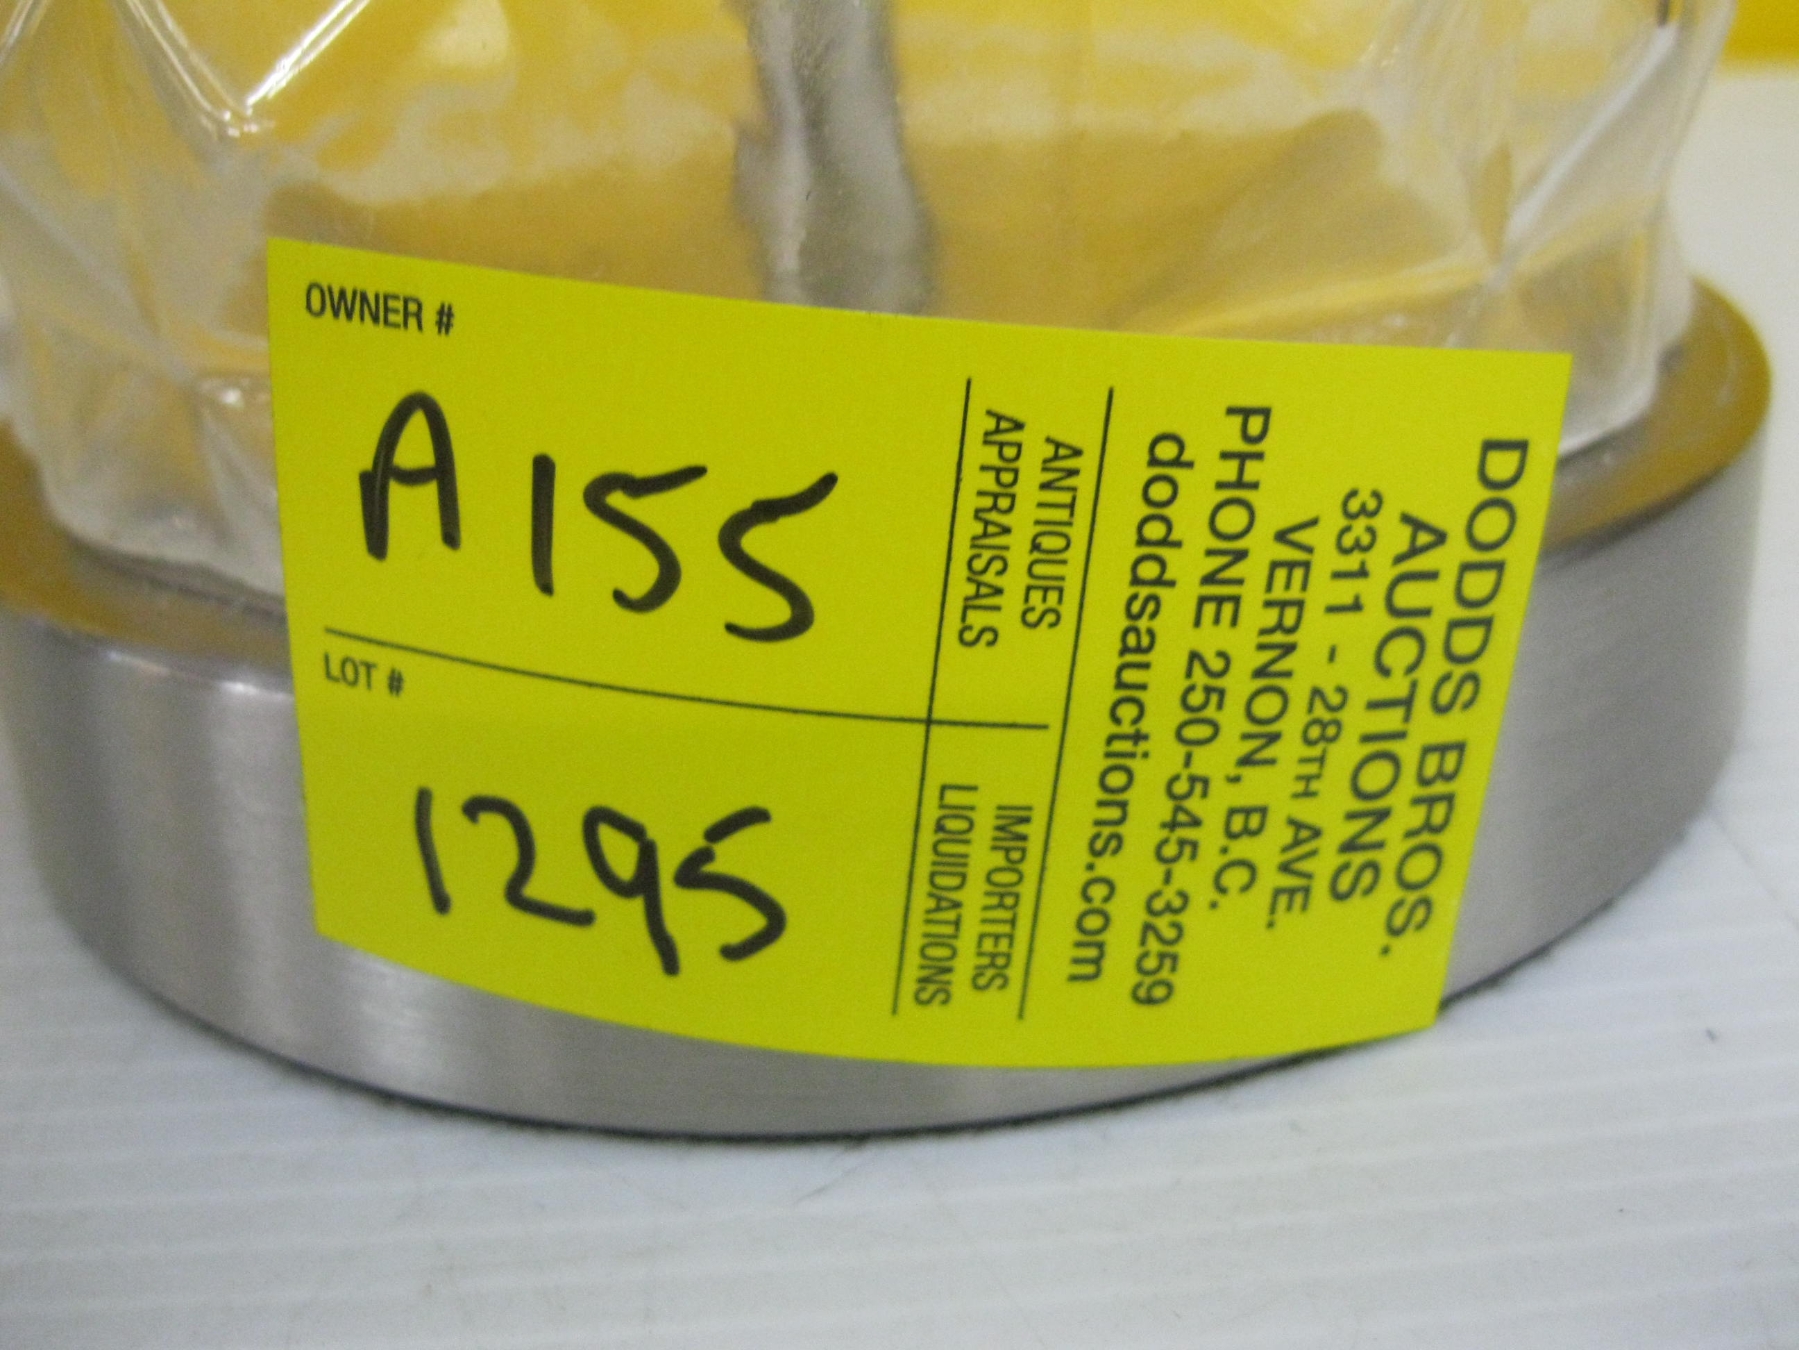 OWNER #
A155
LOT #
1295
DODDS BROS.
AUCTIONS
3311 - 28TH AVE.
VERNON, B.C.
PHONE 250-545-3259
doddsauctions.com
ANTIQUES
APPRAISALS
IMPORTERS
LIQUIDATIONS